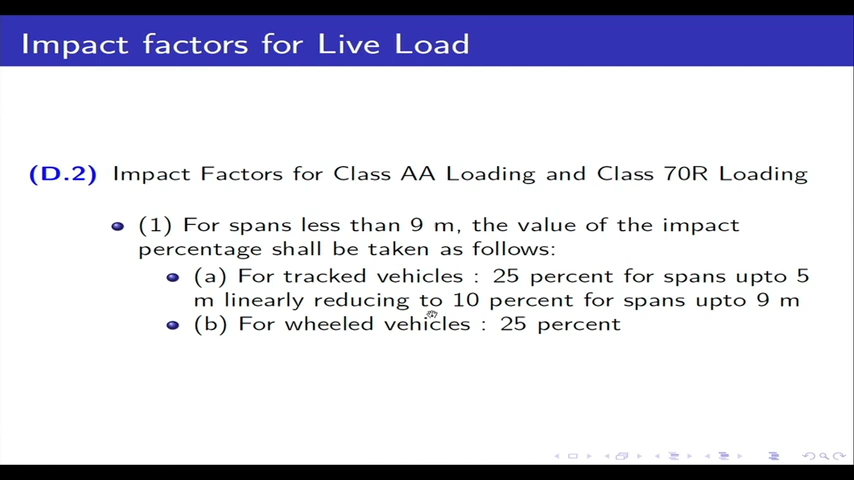 Impact factors for Live Load
(D.2) Impact Factors for Class AA Loading and Class 70R Loading
(1) For spans less than 9 m, the value of the impact
percentage shall be taken as follows:
(a) For tracked vehicles : 25 percent for spans upto 5
m linearly reducing to 10 percent for spans upto 9 m
(b) For wheeled vehicles : 25 percent